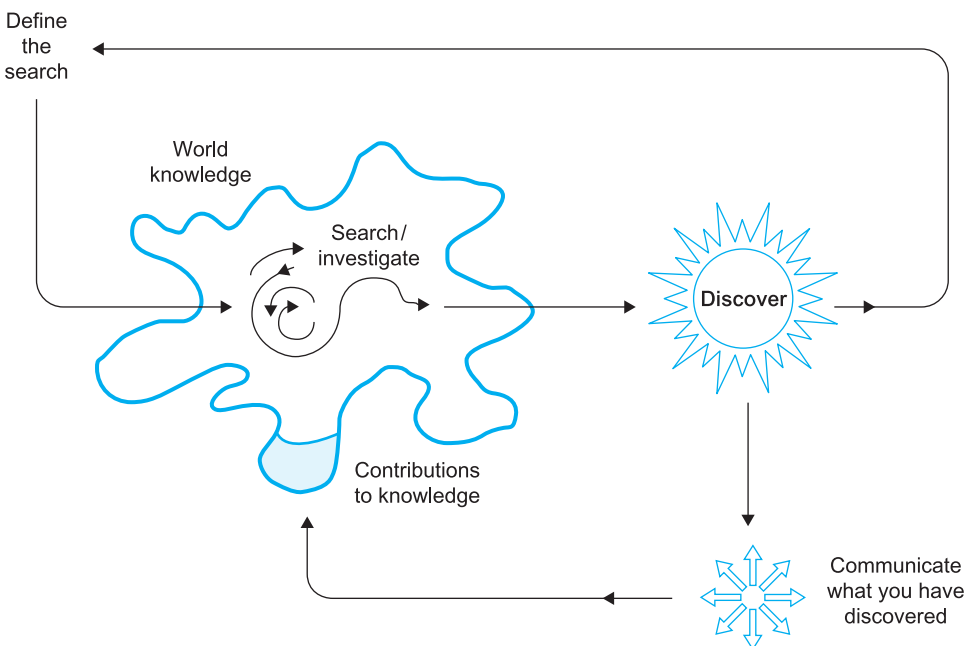 Define
the
search
World
knowledge
Search/
investigate
Discover
Contributions
to knowledge
Communicate
what you have
discovered